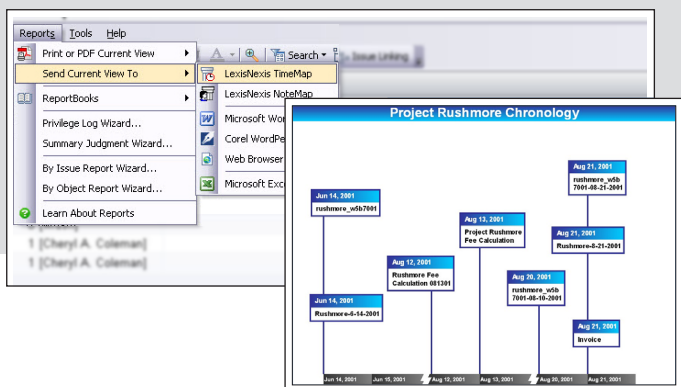 Reports Tools Help
Print or PDF Current View
Send Current View To
ReportBooks
Privilege Log Wizard...
Summary Judgment Wizard...
By Issue Report Wizard...
By Object Report Wizard...
Learn About Reports
A Search
Issue Linking
LexisNexis TimeMap
LexisNexis NoteMap
Microsoft Wor
Corel WordPe
Web Browser
Microsoft Exc
1 [Cheryl A. Coleman]
1 [Cheryl A. Coleman]
Project Rushmore Chronology
Jun 14, 2001
rushmore_w5b7001
Jun 14, 2001
Rushmore-6-14-2001
Aug 12, 2001
Rushmore Fee
Calculation 081301
Aug 13, 2001
Project Rushmore
Fee Calculation
Aug 20, 2001
rushmore_w5b
7001-08-10-2001
Aug 21, 2001
rushmore_w5b
7001-08-21-2001
Aug 21, 2001
Rushmore-8-21-2001
Aug 21, 2001
Invoice
Jun 14, 2001 Jun 15, 2001 Aug 12, 2001 Aug 13, 2001 Aug 20, 2001 Aug 21, 2001